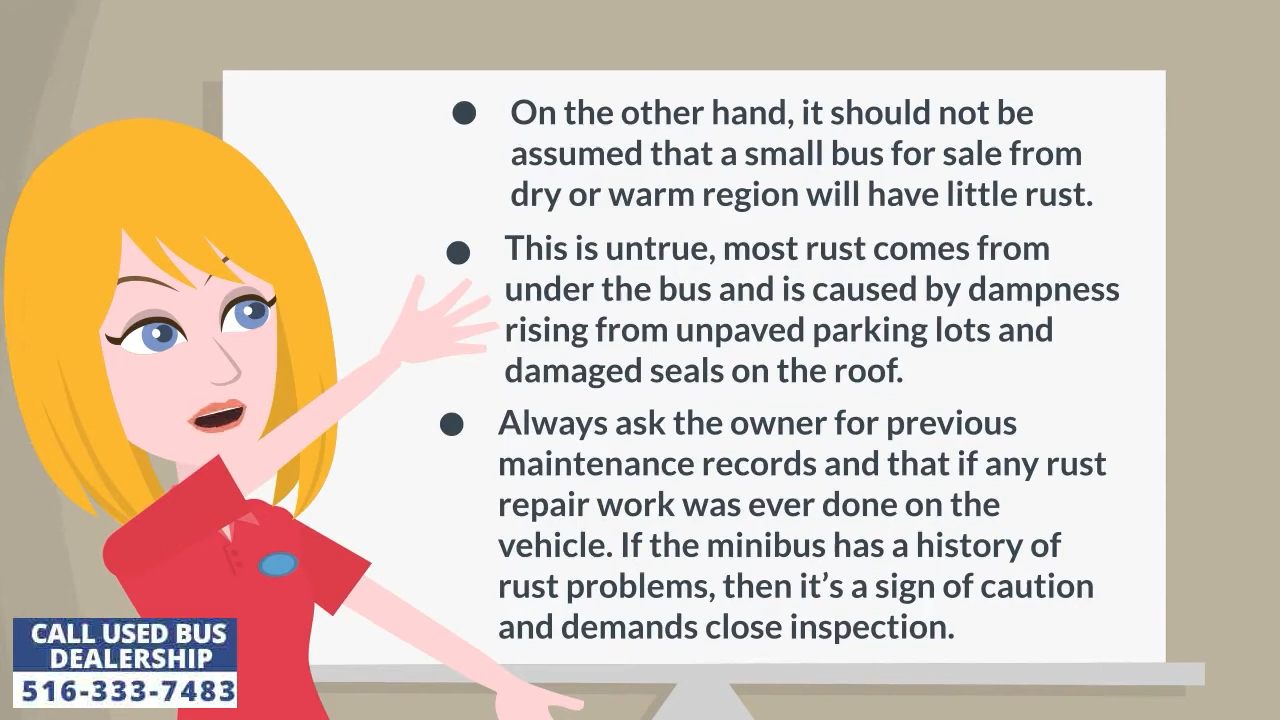 ● On the other hand, it should not be
assumed that a small bus for sale from
dry or warm region will have little rust.
● This is untrue, most rust comes from
under the bus and is caused by dampness
rising from unpaved parking lots and
damaged seals on the roof.
● Always ask the owner for previous
maintenance records and that if any rust
repair work was ever done on the
vehicle. If the minibus has a history of
rust problems, then it’s a sign of caution
and demands close inspection.
CALL USED BUS
DEALERSHIP
516-333-7483